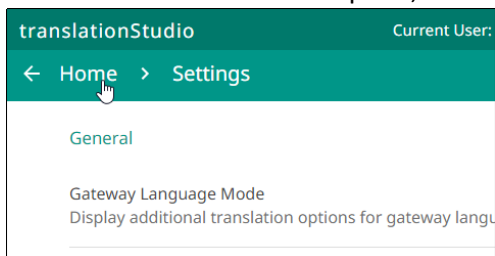 translationStudio Current User:
← Home > Settings
General
Gateway Language Mode
Display additional translation options for gateway langu